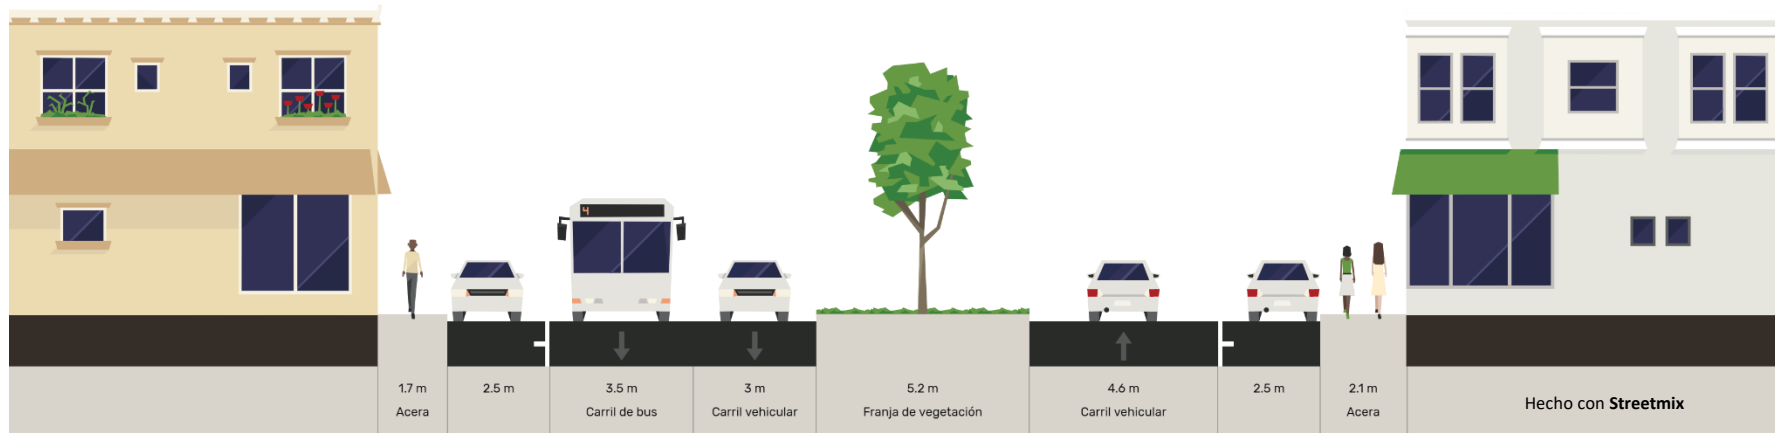 4
1.7 m
Acera
2.5 m
3.5 m
Carril de bus
3 m
Carril vehicular
5.2 m
Franja de vegetación
4.6 m
Carril vehicular
2.5 m
2.1 m
Acera
Hecho con Streetmix